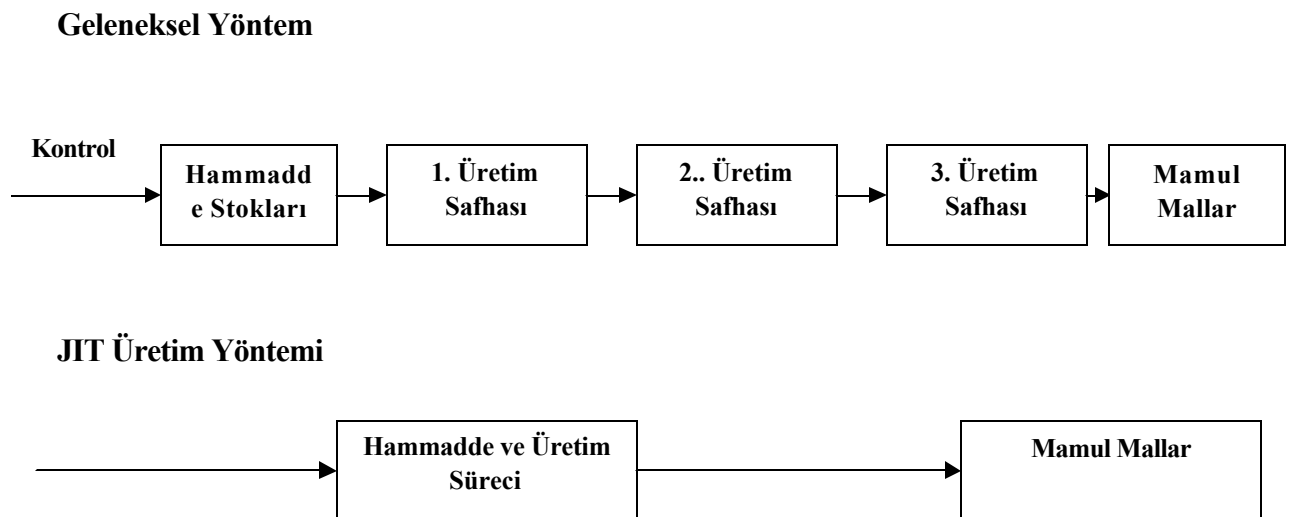 Geleneksel Yöntem
Kontrol
Hammadd
e Stokları
1. Üretim
Safhası
2.. Üretim
Safhası
3. Üretim
Safhası
Mamul
Mallar
JIT Üretim Yöntemi
Hammadde ve Üretim
Süreci
Mamul Mallar